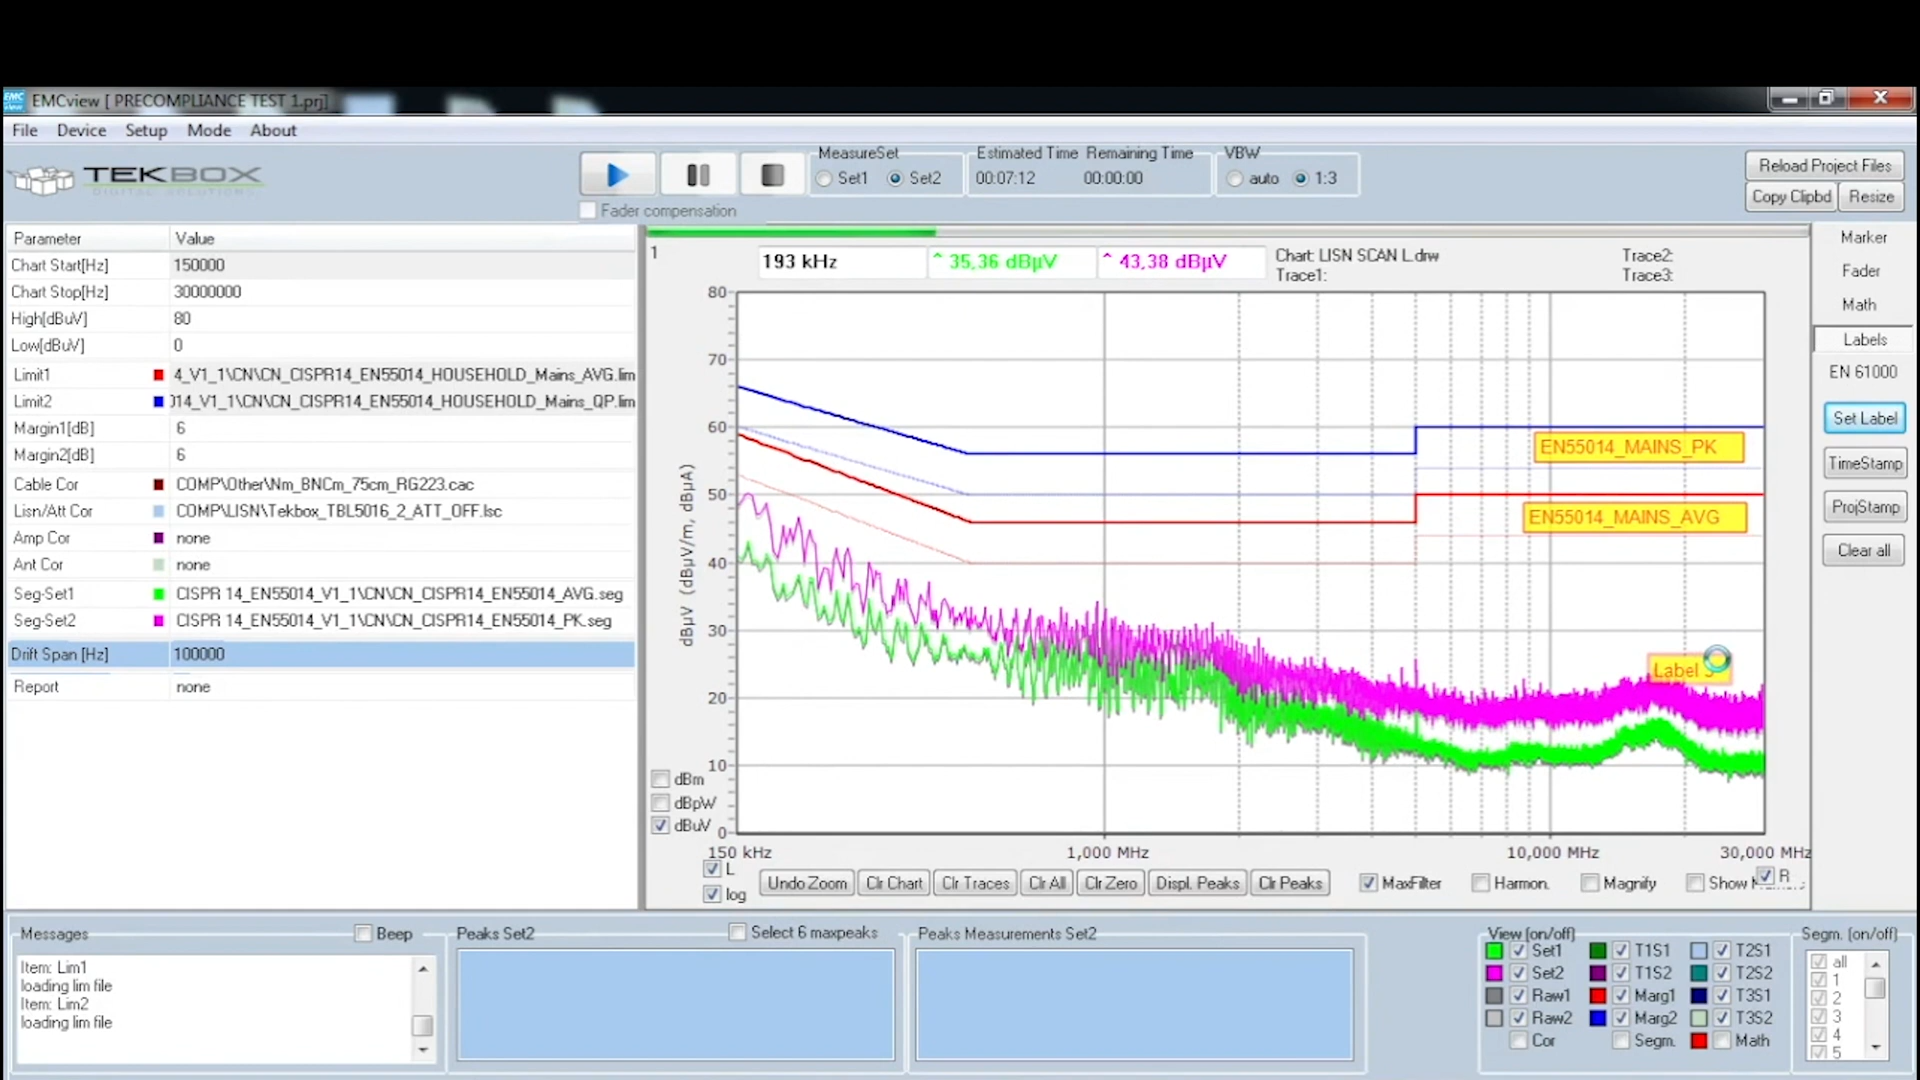 EMCview [ PRECOMPLIANCE TEST 1.prj]
File Device Setup Mode About
TEKBOX
DIGITAL SOLUTIONS
MeasureSet
Set1 Set2
Estimated Time Remaining Time
00:07:12 00:00:00
VBW
auto 1:3
Fader compensation
Reload Project Files
Copy Clipbd Resize
Parameter Value
Chart Start[Hz] 150000
Chart Stop[Hz] 30000000
High[dBuV] 80
Low[dBuV] 0
Limit1 4_V1_1\CN\CN_CISPR14_EN55014_HOUSEHOLD_Mains_AVG.lim
Limit2 014_V1_1\CN\CN_CISPR14_EN55014_HOUSEHOLD_Mains_QP.lim
Margin1[dB] 6
Margin2[dB] 6
Cable Cor COMP\Other\Nm_BNCm_75cm_RG223.cac
Lisn/Att Cor COMP\LISN\Tekbox_TBL5016_2_ATT_OFF.lsc
Amp Cor none
Ant Cor none
Seg-Set1 CISPR 14_EN55014_V1_1\CN\CN_CISPR14_EN55014_AVG.seg
Seg-Set2 CISPR 14_EN55014_V1_1\CN\CN_CISPR14_EN55014_PK.seg
Drift Span [Hz] 100000
Report none
1
193 kHz ^ 35,36 dBµV ^ 43,38 dBµV
Chart: LISN SCAN L.drw Trace2:
Trace1: Trace3:
80
70
60
50
40
30
20
10
0
dBµV (dBµV/m, dBµA)
EN55014_MAINS_PK
EN55014_MAINS_AVG
Label
150 kHz 1,000 MHz 10,000 MHz 30,000 MHz
dBm
dBpW
dBuV
L
log
Undo Zoom Clr Chart Clr Traces Clr All Clr Zero Displ. Peaks Clr Peaks
MaxFilter Harmon. Magnify Show R
Marker
Fader
Math
Labels
EN 61000
Set Label
TimeStamp
ProjStamp
Clear all
Messages Beep
Item: Lim1
loading lim file
Item: Lim2
loading lim file
Peaks Set2 Select 6 maxpeaks
Peaks Measurements Set2
View (on/off)
Set1 T1S1 T2S1
Set2 T1S2 T2S2
Raw1 Marg1 T3S1
Raw2 Marg2 T3S2
Cor Segm. Math
Segm. (on/off)
all
1
2
3
4
5